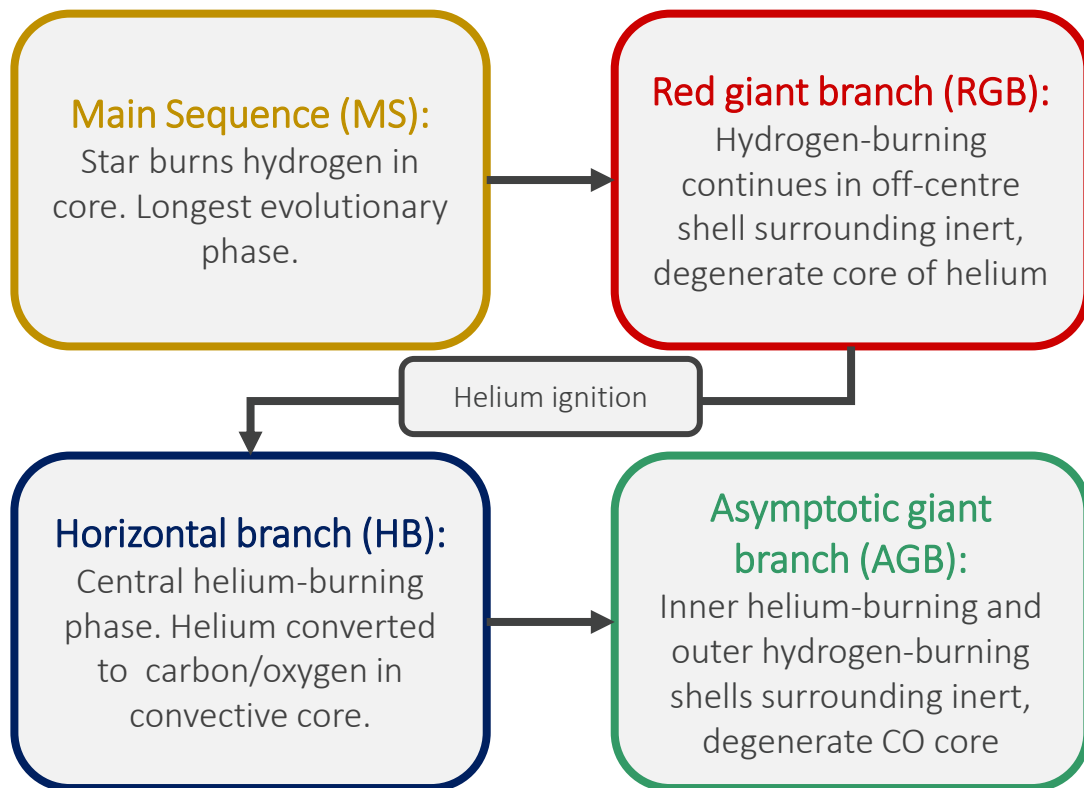 Main Sequence (MS):
Star burns hydrogen in
core. Longest evolutionary
phase.
Red giant branch (RGB):
Hydrogen-burning
continues in off-centre
shell surrounding inert,
degenerate core of helium
Helium ignition
Horizontal branch (HB):
Central helium-burning
phase. Helium converted
to  carbon/oxygen in
convective core.
Asymptotic giant
branch (AGB):
Inner helium-burning and
outer hydrogen-burning
shells surrounding inert,
degenerate CO core